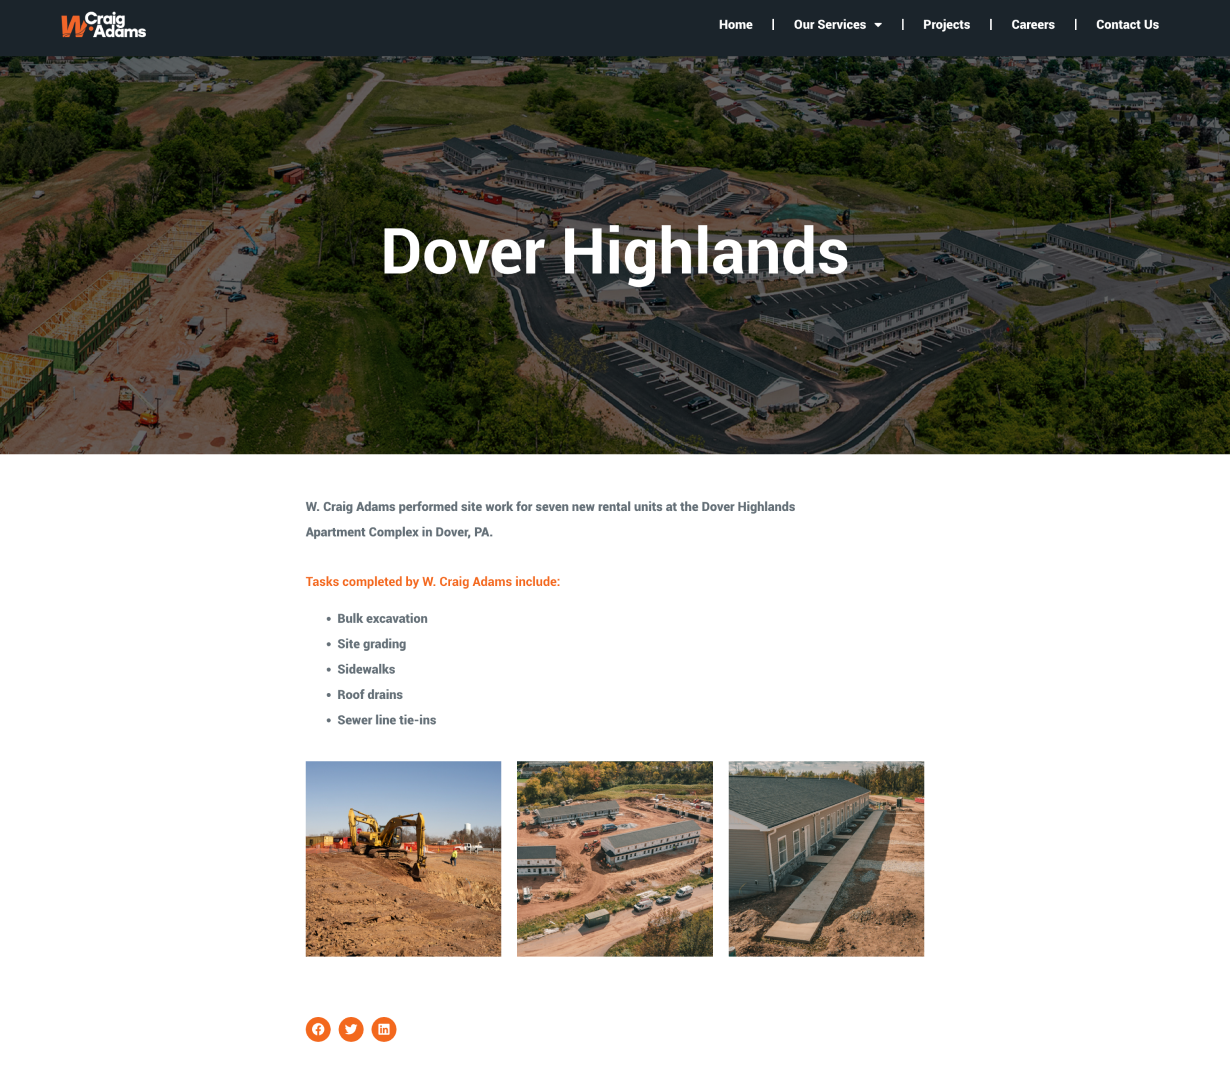 W. Craig
Adams
Home | Our Services | Projects | Careers | Contact Us
Dover Highlands
W. Craig Adams performed site work for seven new rental units at the Dover Highlands
Apartment Complex in Dover, PA.
Tasks completed by W. Craig Adams include:
• Bulk excavation
• Site grading
• Sidewalks
• Roof drains
• Sewer line tie-ins